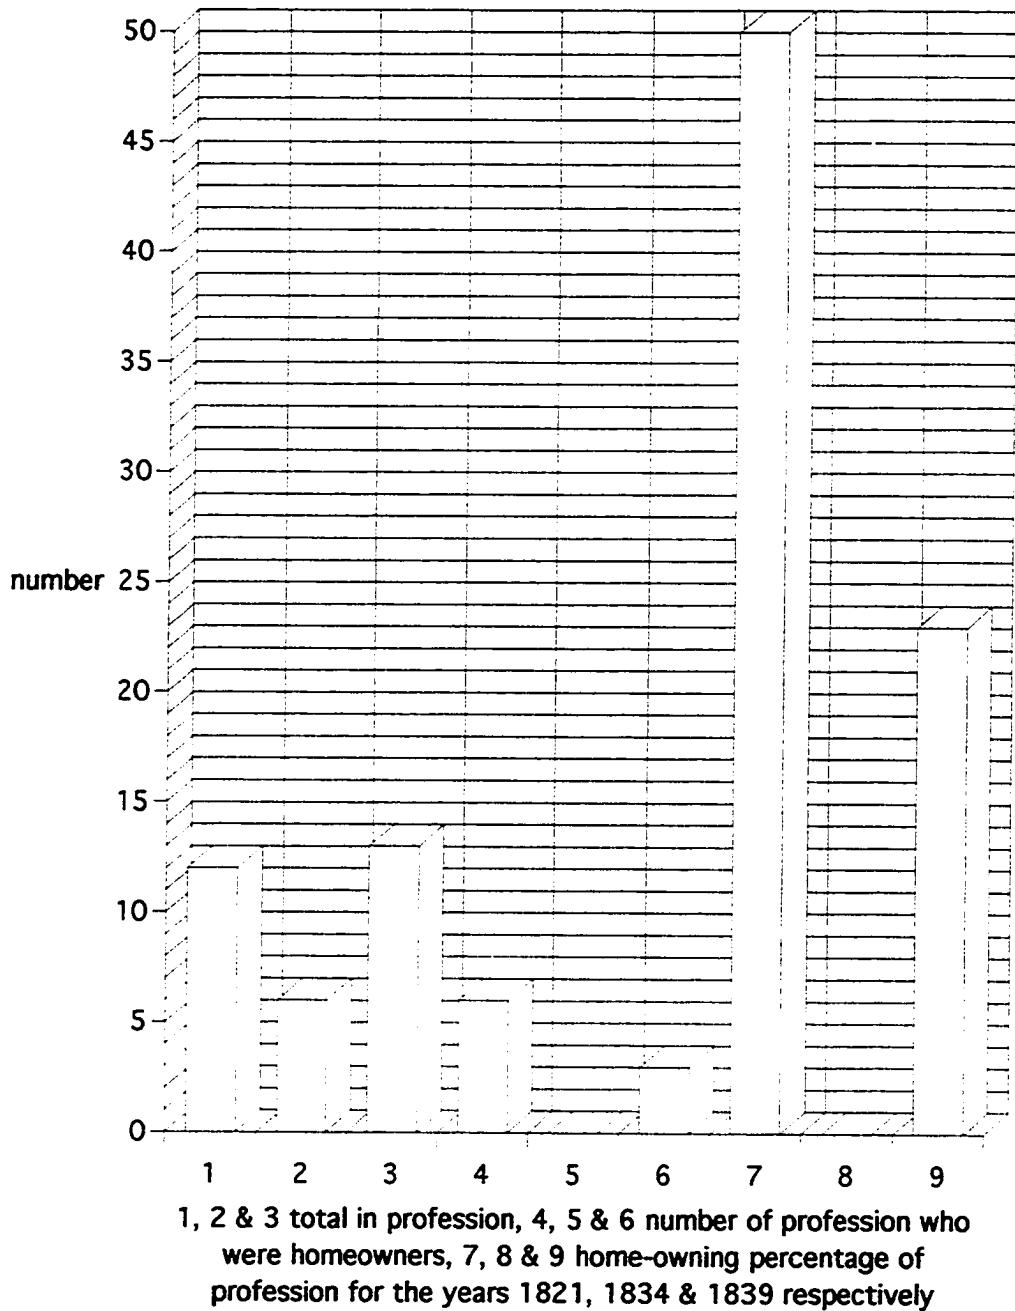 50
45
40
35
30
number 25
20
15
10
5
0
1 2 3 4 5 6 7 8 9
1, 2 & 3 total in profession, 4, 5 & 6 number of profession who
were homeowners, 7, 8 & 9 home-owning percentage of
profession for the years 1821, 1834 & 1839 respectively